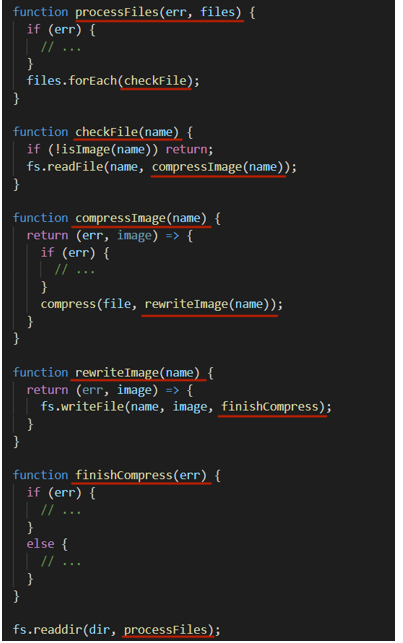 function processFiles(err, files) {
  if (err) {
    // ...
  }
  files.forEach(checkFile);
}

function checkFile(name) {
  if (!isImage(name)) return;
  fs.readFile(name, compressImage(name));
}

function compressImage(name) {
  return (err, image) => {
    if (err) {
      // ...
    }
    compress(file, rewriteImage(name));
  }
}

function rewriteImage(name) {
  return (err, image) => {
    fs.writeFile(name, image, finishCompress);
  }
}

function finishCompress(err) {
  if (err) {
    // ...
  }
  else {
    // ...
  }
}

fs.readdir(dir, processFiles);